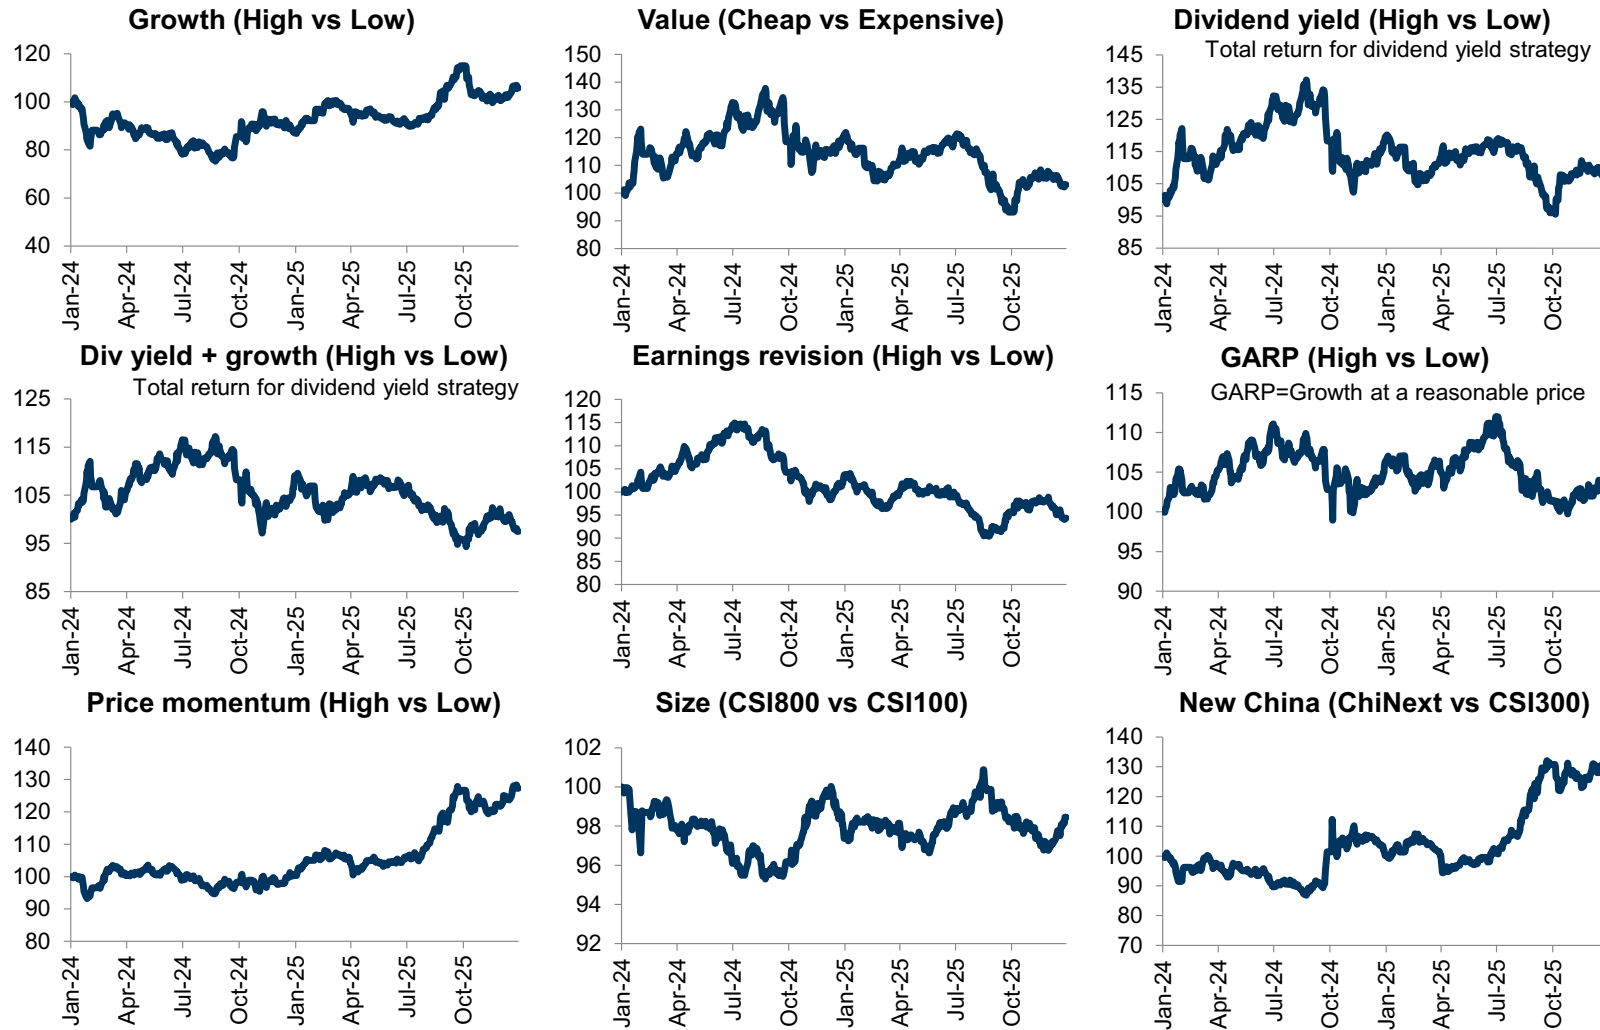 Growth (High vs Low)
120
100
80
60
40
Jan-24
Apr-24
Jul-24
Oct-24
Jan-25
Apr-25
Jul-25
Oct-25
Value (Cheap vs Expensive)
150
140
130
120
110
100
90
80
Jan-24
Apr-24
Jul-24
Oct-24
Jan-25
Apr-25
Jul-25
Oct-25
Dividend yield (High vs Low)
Total return for dividend yield strategy
145
135
125
115
105
95
85
Jan-24
Apr-24
Jul-24
Oct-24
Jan-25
Apr-25
Jul-25
Oct-25
Div yield + growth (High vs Low)
Total return for dividend yield strategy
125
115
105
95
85
Jan-24
Apr-24
Jul-24
Oct-24
Jan-25
Apr-25
Jul-25
Oct-25
Earnings revision (High vs Low)
120
115
110
105
100
95
90
85
80
Jan-24
Apr-24
Jul-24
Oct-24
Jan-25
Apr-25
Jul-25
Oct-25
GARP (High vs Low)
GARP=Growth at a reasonable price
115
110
105
100
95
90
Jan-24
Apr-24
Jul-24
Oct-24
Jan-25
Apr-25
Jul-25
Oct-25
Price momentum (High vs Low)
140
130
120
110
100
90
80
Jan-24
Apr-24
Jul-24
Oct-24
Jan-25
Apr-25
Jul-25
Oct-25
Size (CSI800 vs CSI100)
102
100
98
96
94
92
Jan-24
Apr-24
Jul-24
Oct-24
Jan-25
Apr-25
Jul-25
Oct-25
New China (ChiNext vs CSI300)
140
130
120
110
100
90
80
70
Jan-24
Apr-24
Jul-24
Oct-24
Jan-25
Apr-25
Jul-25
Oct-25